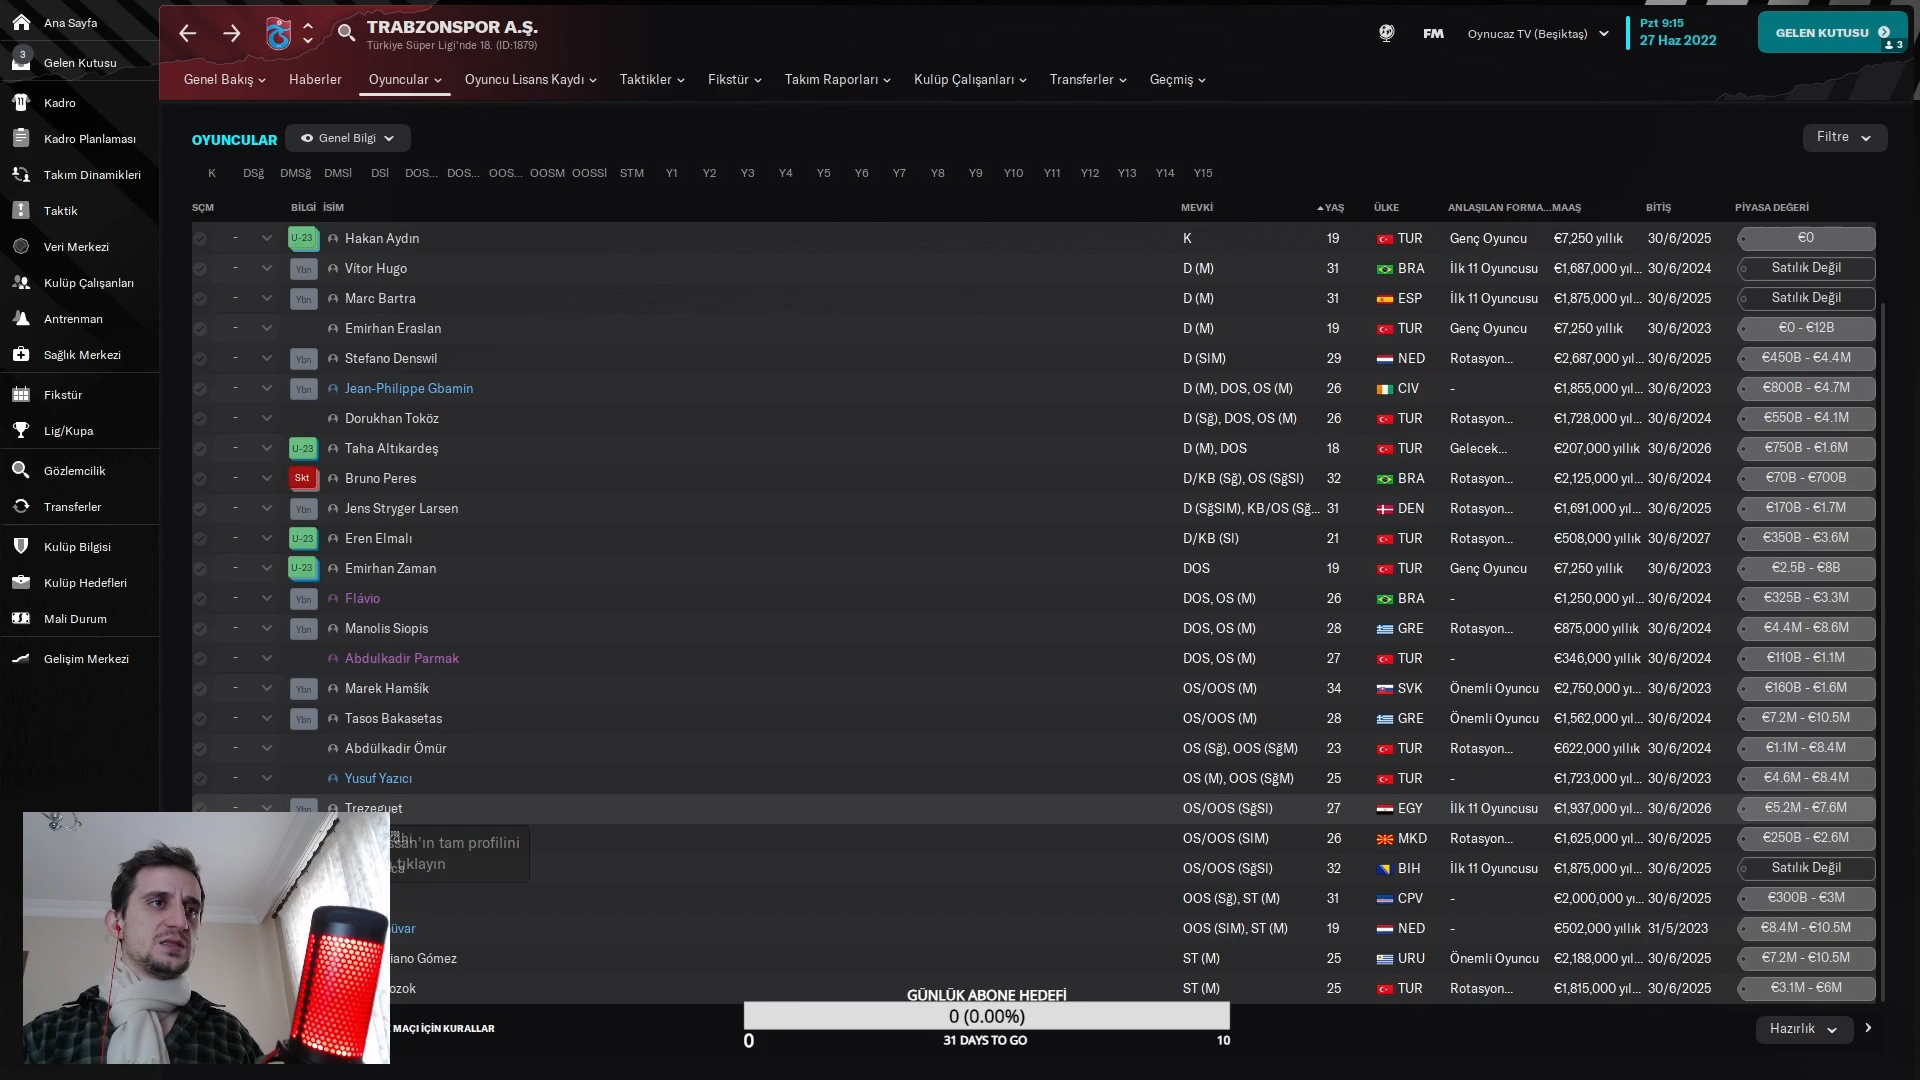 Ana Sayfa
3
Gelen Kutusu
Kadro
Kadro Planlaması
Takım Dinamikleri
Taktik
Veri Merkezi
Kulüp Çalışanları
Antrenman
Sağlık Merkezi
Fikstür
Lig/Kupa
Gözlemcilik
Transferler
Kulüp Bilgisi
Kulüp Hedefleri
Mali Durum
Gelişim Merkezi
TRABZONSPOR A.Ş.
Türkiye Süper Ligi'nde 18. (ID:1879)
FM
Oynucaz TV (Beşiktaş)
Pzt 9:15
27 Haz 2022
GELEN KUTUSU
3
Genel Bakış Haberler Oyuncular Oyuncu Lisans Kaydı Taktikler Fikstür Takım Raporları Kulüp Çalışanları Transferler Geçmiş
OYUNCULAR Genel Bilgi Filtre
K DSğ DMSğ DMSl DSl DOS... DOS... OOS... OOSM OOSSl STM Y1 Y2 Y3 Y4 Y5 Y6 Y7 Y8 Y9 Y10 Y11 Y12 Y13 Y14 Y15
SÇM BİLGİ İSİM MEVKİ YAŞ ÜLKE ANLAŞILAN FORMA... MAAŞ BİTİŞ PİYASA DEĞERİ
- U-23 Hakan Aydın K 19 TUR Genç Oyuncu €7,250 yıllık 30/6/2025 €0
- Ybn Vítor Hugo D (M) 31 BRA İlk 11 Oyuncusu €1,687,000 yıl... 30/6/2024 Satılık Değil
- Ybn Marc Bartra D (M) 31 ESP İlk 11 Oyuncusu €1,875,000 yıl... 30/6/2025 Satılık Değil
- Emirhan Eraslan D (M) 19 TUR Genç Oyuncu €7,250 yıllık 30/6/2023 €0 - €12B
- Ybn Stefano Denswil D (SlM) 29 NED Rotasyon... €2,687,000 yıl... 30/6/2025 €450B - €4.4M
- Ybn Jean-Philippe Gbamin D (M), DOS, OS (M) 26 CIV - €1,855,000 yıl... 30/6/2023 €800B - €4.7M
- Dorukhan Toköz D (Sğ), DOS, OS (M) 26 TUR Rotasyon... €1,728,000 yıl... 30/6/2024 €550B - €4.1M
- U-23 Taha Altıkardeş D (M), DOS 18 TUR Gelecek... €207,000 yıllık 30/6/2026 €750B - €1.6M
- Skt Bruno Peres D/KB (Sğ), OS (SğSl) 32 BRA Rotasyon... €2,125,000 yıl... 30/6/2024 €70B - €700B
- Ybn Jens Stryger Larsen D (SğSlM), KB/OS (Sğ... 31 DEN Rotasyon... €1,691,000 yıl... 30/6/2025 €170B - €1.7M
- U-23 Eren Elmalı D/KB (Sl) 21 TUR Rotasyon... €508,000 yıllık 30/6/2027 €350B - €3.6M
- U-23 Emirhan Zaman DOS 19 TUR Genç Oyuncu €7,250 yıllık 30/6/2023 €2.5B - €8B
- Ybn Flávio DOS, OS (M) 26 BRA - €1,250,000 yıl... 30/6/2024 €325B - €3.3M
- Ybn Manolis Siopis DOS, OS (M) 28 GRE Rotasyon... €875,000 yıllık 30/6/2024 €4.4M - €8.6M
- Abdulkadir Parmak DOS, OS (M) 27 TUR - €346,000 yıllık 30/6/2024 €110B - €1.1M
- Ybn Marek Hamšík OS/OOS (M) 34 SVK Önemli Oyuncu €2,750,000 yı... 30/6/2023 €160B - €1.6M
- Ybn Tasos Bakasetas OS/OOS (M) 28 GRE Önemli Oyuncu €1,562,000 yıl... 30/6/2024 €7.2M - €10.5M
- Abdülkadir Ömür OS (Sğ), OOS (SğM) 23 TUR Rotasyon... €622,000 yıllık 30/6/2024 €1.1M - €8.4M
- Yusuf Yazıcı OS (M), OOS (SğM) 25 TUR - €1,723,000 yıl... 30/6/2023 €4.6M - €8.4M
- Ybn Trezeguet OS/OOS (SğSl) 27 EGY İlk 11 Oyuncusu €1,937,000 yıl... 30/6/2026 €5.2M - €7.6M
OS/OOS (SlM) 26 MKD Rotasyon... €1,625,000 yıl... 30/6/2025 €250B - €2.6M
ssan'ın tam profilini
tıklayın
OS/OOS (SğSl) 32 BIH İlk 11 Oyuncusu €1,875,000 yıl... 30/6/2025 Satılık Değil
OOS (Sğ), ST (M) 31 CPV - €2,000,000 yı... 30/6/2025 €300B - €3M
üvar OOS (SlM), ST (M) 19 NED - €502,000 yıllık 31/5/2023 €8.4M - €10.5M
iano Gómez ST (M) 25 URU Önemli Oyuncu €2,188,000 yıl... 30/6/2025 €7.2M - €10.5M
ozok ST (M) 25 TUR Rotasyon... €1,815,000 yıl... 30/6/2025 €3.1M - €6M
MAÇI İÇİN KURALLAR
GÜNLÜK ABONE HEDEFİ
0 (0.00%)
0 31 DAYS TO GO 10
Hazırlık